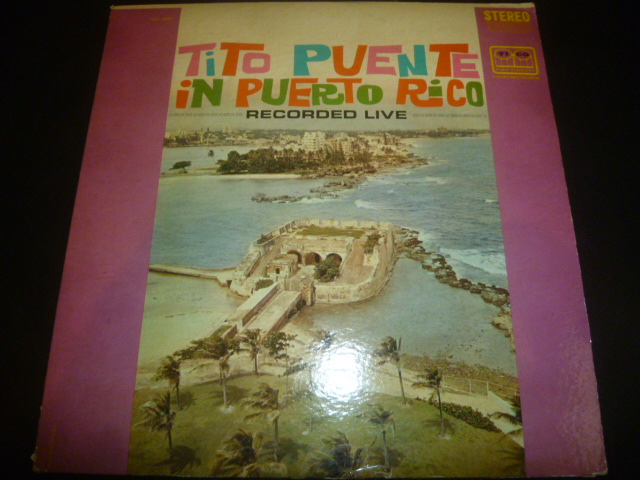 TITO PUENTE
IN PUERTO RICO
RECORDED LIVE
STEREO